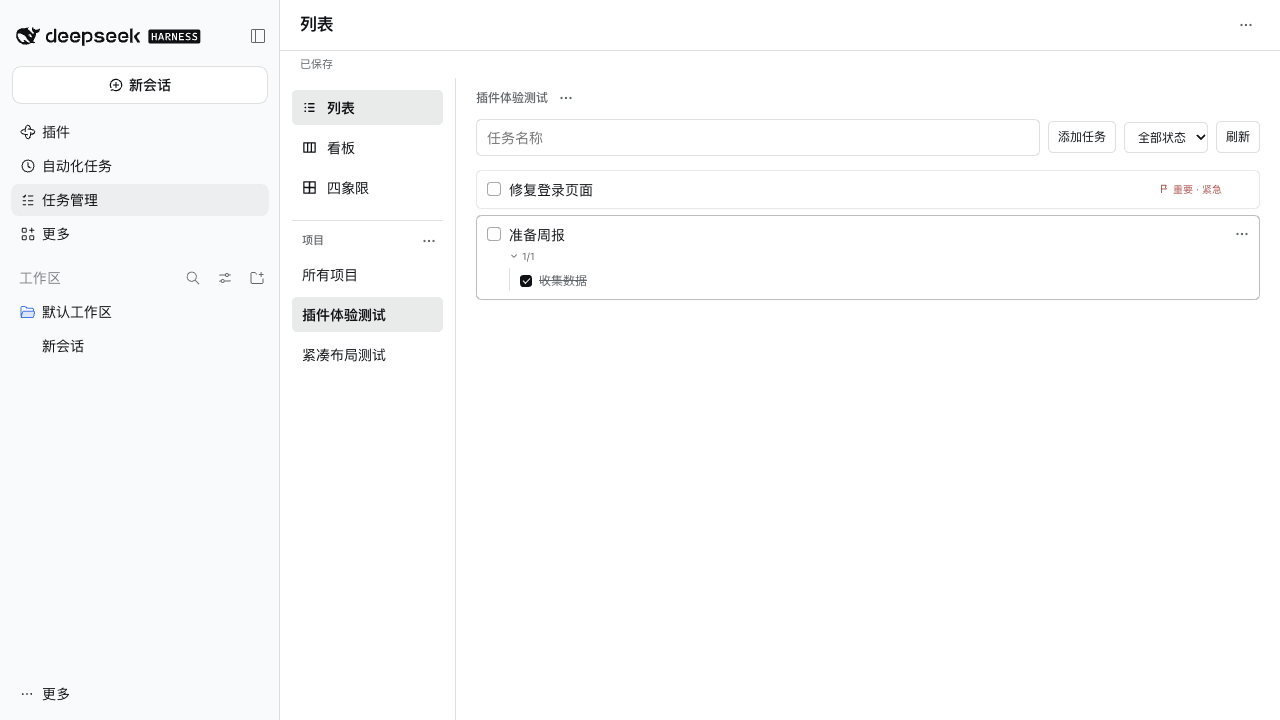 deepseek HARNESS
新会话
插件
自动化任务
任务管理
更多
工作区
默认工作区
新会话
更多
列表
已保存
列表
看板
四象限
项目
所有项目
插件体验测试
紧凑布局测试
插件体验测试
任务名称
添加任务
全部状态
刷新
修复登录页面
重要 · 紧急
准备周报
1/1
收集数据